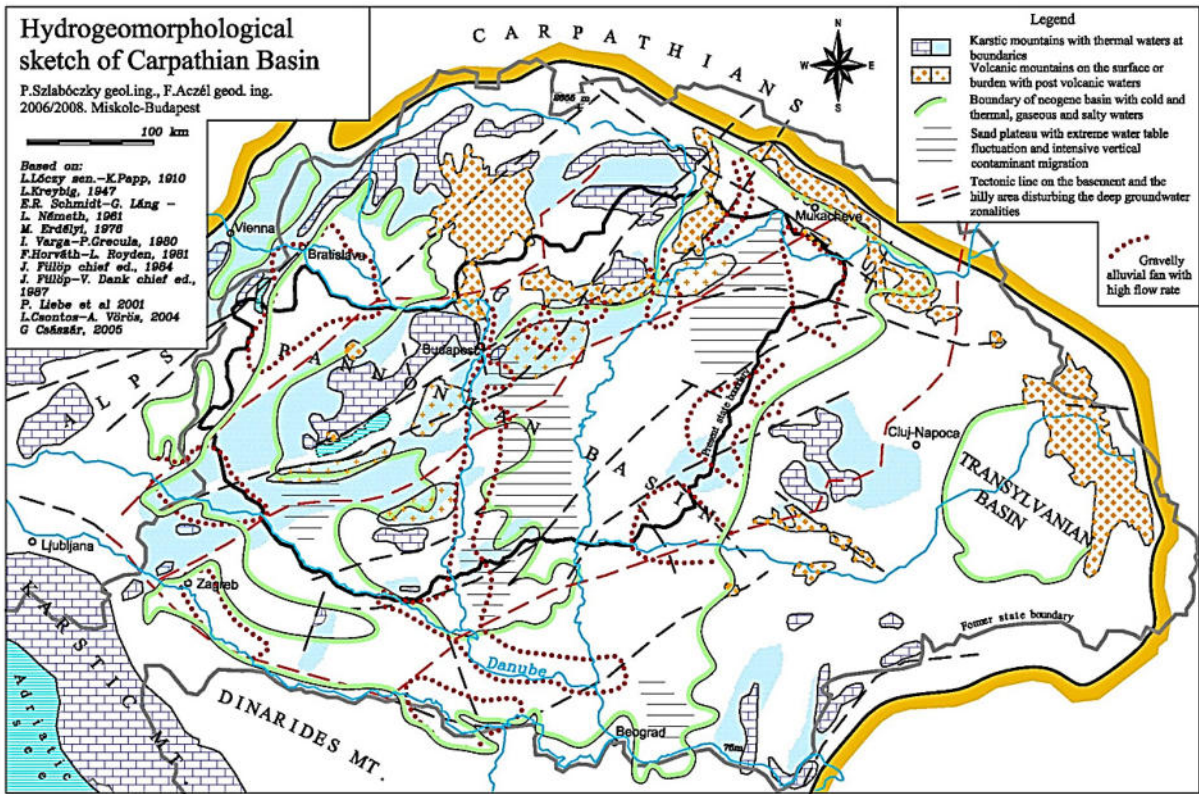 Hydrogeomorphological
sketch of Carpathian Basin
P.Szlabóczky geol.ing., F.Aczél geod. ing.
2006/2008. Miskolc-Budapest
100 km
Based on:
L.Lóczy sen.-K.Papp, 1910
L.Kreybig, 1947
E.R. Schmidt-G. Láng -
L. Németh, 1961
M. Erdélyi, 1976
I. Varga-P.Grecula, 1980
F.Horváth-L. Royden, 1981
J. Fülöp chief ed., 1984
J. Fülöp-V. Dank chief ed.,
1987
P. Liebe et al 2001
L.Csontos-A. Vörös, 2004
G Császár, 2005
CARPATHIANS
N
W E
S
Legend
Karstic mountains with thermal waters at
boundaries
Volcanic mountains on the surface or
burden with post volcanic waters
Boundary of neogene basin with cold and
thermal, gaseous and salty waters
Sand plateau with extreme water table
fluctuation and intensive vertical
contaminant migration
Tectonic line on the basement and the
hilly area disturbing the deep groundwater
zonalities
Gravelly
alluvial fan with
high flow rate
Vienna
Bratislava
Mukacheve
Budapest
ALPS
PANNONIAN BASIN
Present state boundary
Cluj-Napoca
TRANSYLVANIAN
BASIN
Ljubljana
Zagreb
KARSTIC MT.
Adriatic
see
DINARIDES MT.
Danube
Beograd
76m
Former state boundary